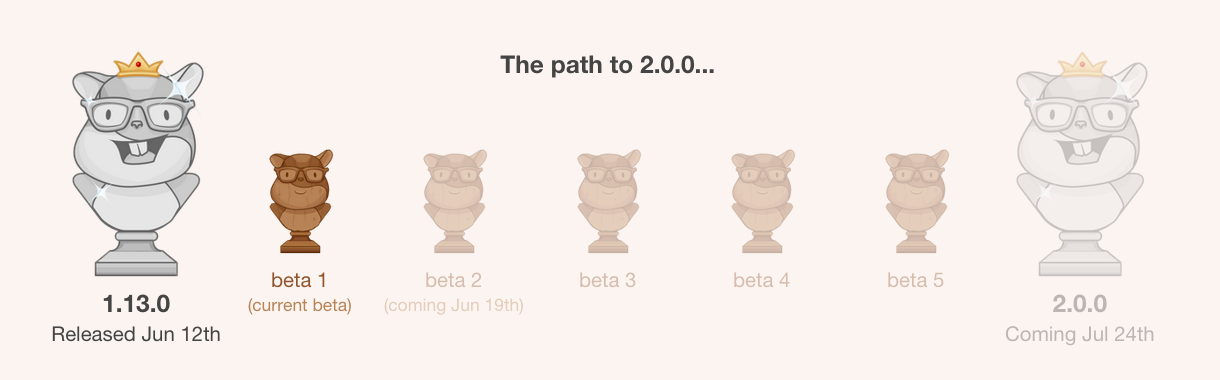 The path to 2.0.0...
1.13.0
Released Jun 12th
beta 1
(current beta)
beta 2
(coming Jun 19th)
beta 3
beta 4
beta 5
2.0.0
Coming Jul 24th